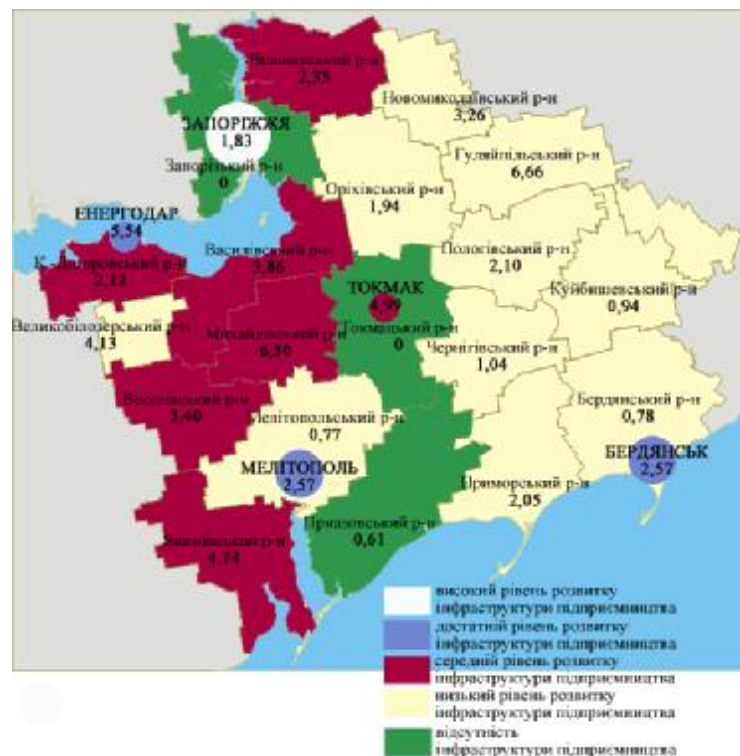 Вільнянський р-н
2,35
Новомиколаївський р-н
3,26
ЗАПОРІЖЖЯ
1,83
Гуляйпільський р-н
6,66
Запорізький р-н
0
Оріхівський р-н
1,94
ЕНЕРГОДАР
5,54
Василівський р-н
3,86
Пологівський р-н
2,10
К.-Дніпровський р-н
2,12
ТОКМАК
4,99
Куйбишевський р-н
0,94
Великобілозерський р-н
4,13
Михайлівський р-н
6,50
Токмацький р-н
0
Чернігівський р-н
1,04
Веселівський р-н
3,40
Мелітопольський р-н
0,77
Бердянський р-н
0,78
МЕЛІТОПОЛЬ
2,57
БЕРДЯНСЬК
2,57
Приморський р-н
2,05
Приазовський р-н
0,61
Якимівський р-н
4,74
високий рівень розвитку
інфраструктури підприємництва
достатній рівень розвитку
інфраструктури підприємництва
середній рівень розвитку
інфраструктури підприємництва
низький рівень розвитку
інфраструктури підприємництва
відсутність
інфраструктури підприємництва